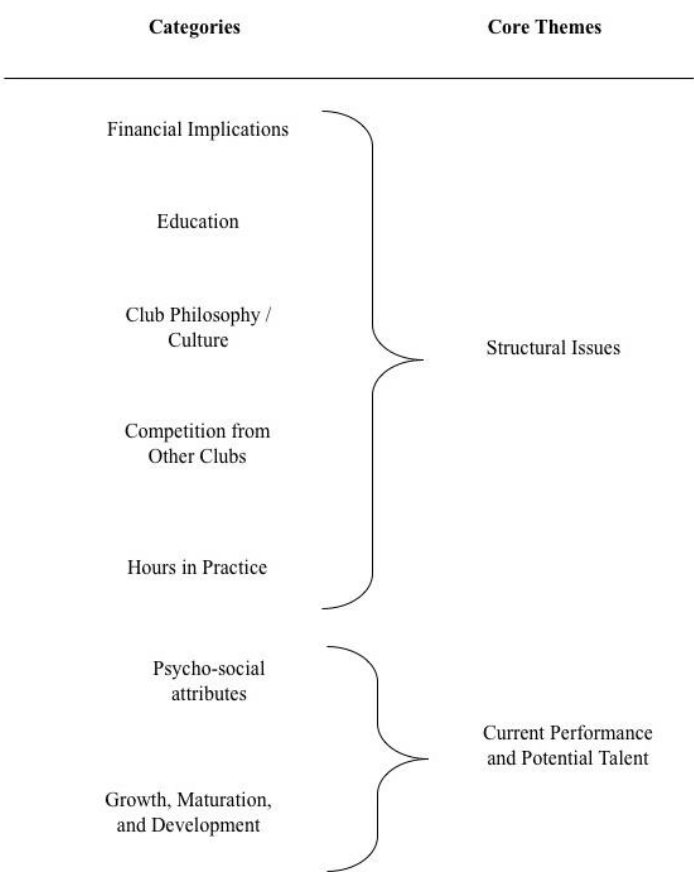 Categories
Core Themes
Financial Implications
Education
Club Philosophy /
Culture
Structural Issues
Competition from
Other Clubs
Hours in Practice
Psycho-social
attributes
Current Performance
and Potential Talent
Growth, Maturation,
and Development